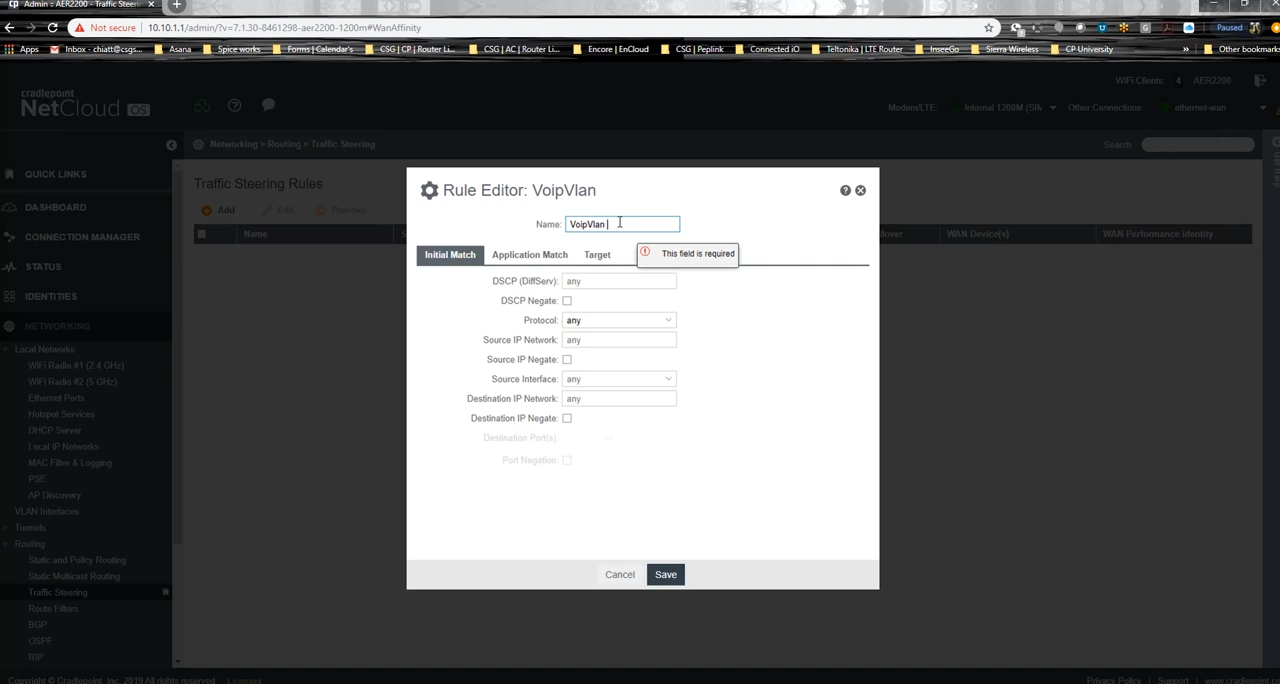 Admin :: AER2200 - Traffic Steer
Not secure | 10.10.1.1/admin/?v=7.1.30-8461298-aer2200-1200m#WanAffinity
Paused
Apps
Inbox - chiatt@csgs...
Asana
Spice works
Forms | Calendar's
CSG | CP | Router Li...
CSG | AC | Router Li...
Encore | EnCloud
CSG | Peplink
Connected iO
Teltonika | LTE Router
InseeGo
Sierra Wireless
CP University
»
Other bookmarks
cradlepoint
NetCloud OS
WiFi Clients: 4 AER2200
Modem/LTE: Internal 1200M (SIM
Other Connections: ethernet-wan
Networking > Routing > Traffic Steering
Search
QUICK LINKS
DASHBOARD
CONNECTION MANAGER
STATUS
IDENTITIES
NETWORKING
Local Networks
WiFi Radio #1 (2.4 GHz)
WiFi Radio #2 (5 GHz)
Ethernet Ports
Hotspot Services
DHCP Server
Local IP Networks
MAC Filter & Logging
PSE
AP Discovery
VLAN Interfaces
Tunnels
Routing
Static and Policy Routing
Static Multicast Routing
Traffic Steering
Route Filters
BGP
OSPF
RIP
Traffic Steering Rules
Add Edit Remove
Name
S
lover
WAN Device(s)
WAN Performance identity
Rule Editor: VoipVlan
Name: VoipVlan
This field is required
Initial Match Application Match Target
DSCP (DiffServ): any
DSCP Negate:
Protocol: any
Source IP Network: any
Source IP Negate:
Source Interface: any
Destination IP Network: any
Destination IP Negate:
Destination Port(s):
Port Negation:
Cancel Save
Copyright © Cradlepoint, Inc. 2019 All rights reserved. Licenses
Privacy Policy | Support | www.cradlepoint.c